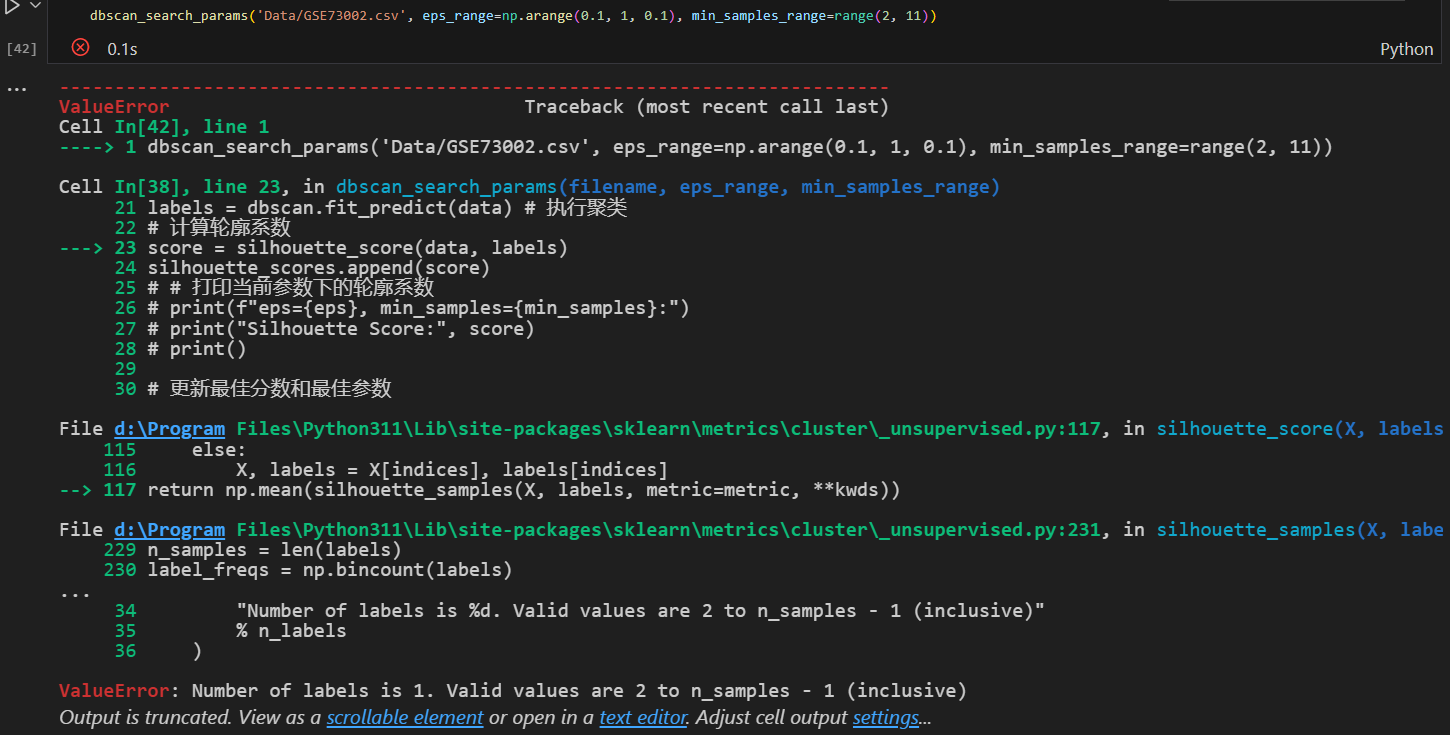 dbscan_search_params('Data/GSE73002.csv', eps_range=np.arange(0.1, 1, 0.1), min_samples_range=range(2, 11))
[42] 0.1s Python
...
---------------------------------------------------------------------------
ValueError Traceback (most recent call last)
Cell In[42], line 1
----> 1 dbscan_search_params('Data/GSE73002.csv', eps_range=np.arange(0.1, 1, 0.1), min_samples_range=range(2, 11))
Cell In[38], line 23, in dbscan_search_params(filename, eps_range, min_samples_range)
21 labels = dbscan.fit_predict(data) # 执行聚类
22 # 计算轮廓系数
---> 23 score = silhouette_score(data, labels)
24 silhouette_scores.append(score)
25 # # 打印当前参数下的轮廓系数
26 # print(f"eps={eps}, min_samples={min_samples}:")
27 # print("Silhouette Score:", score)
28 # print()
29
30 # 更新最佳分数和最佳参数
File d:\Program Files\Python311\Lib\site-packages\sklearn\metrics\cluster\_unsupervised.py:117, in silhouette_score(X, labels
115 else:
116 X, labels = X[indices], labels[indices]
--> 117 return np.mean(silhouette_samples(X, labels, metric=metric, **kwds))
File d:\Program Files\Python311\Lib\site-packages\sklearn\metrics\cluster\_unsupervised.py:231, in silhouette_samples(X, labe
229 n_samples = len(labels)
230 label_freqs = np.bincount(labels)
...
34 "Number of labels is %d. Valid values are 2 to n_samples - 1 (inclusive)"
35 % n_labels
36 )
ValueError: Number of labels is 1. Valid values are 2 to n_samples - 1 (inclusive)
Output is truncated. View as a scrollable element or open in a text editor. Adjust cell output settings...